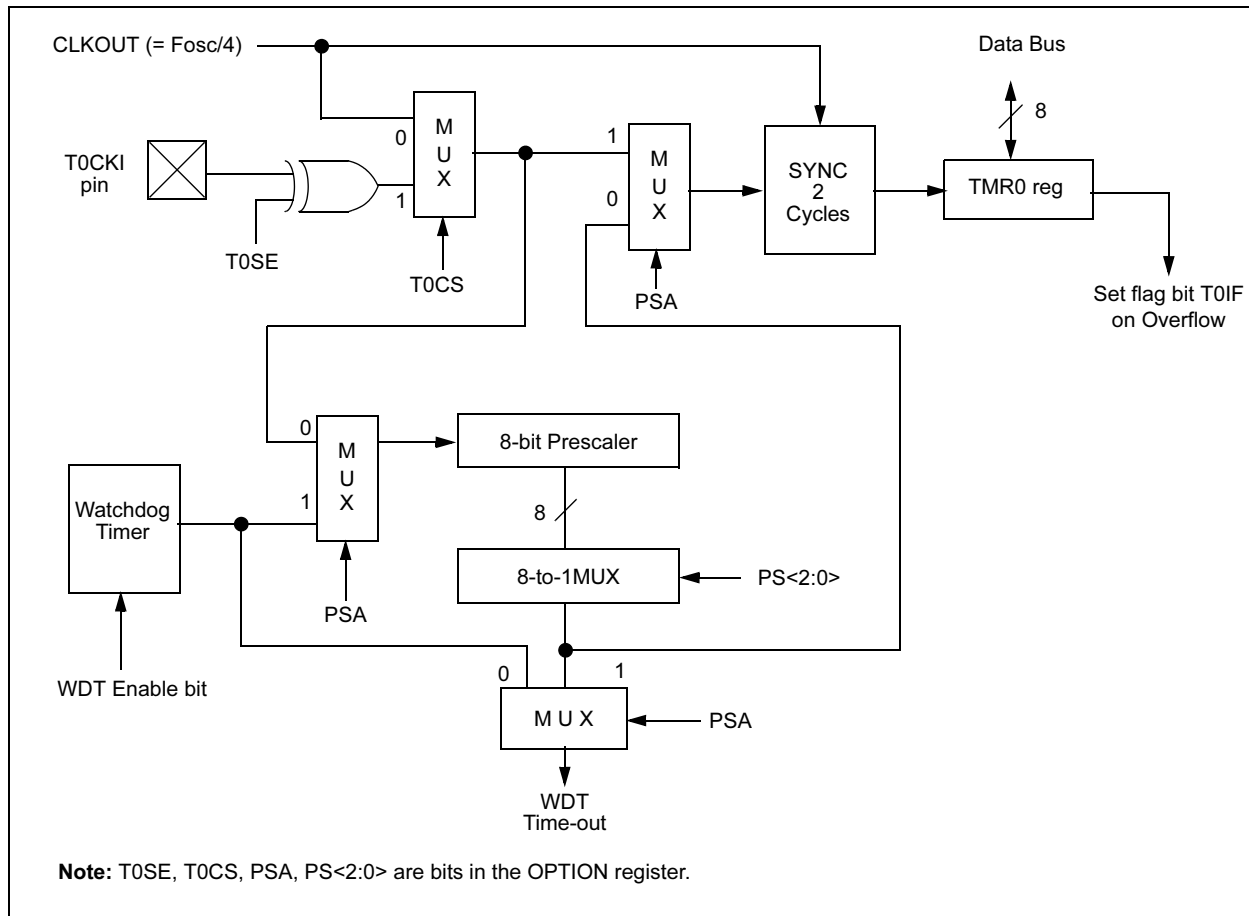 CLKOUT (= Fosc/4)
Data Bus
8
T0CKI
pin
T0SE
0
1
M
U
X
T0CS
1
0
M
U
X
PSA
SYNC
2
Cycles
TMR0 reg
Set flag bit T0IF
on Overflow
0
1
M
U
X
PSA
8-bit Prescaler
8
8-to-1MUX
PS<2:0>
Watchdog
Timer
WDT Enable bit
0
1
M U X
PSA
WDT
Time-out
Note: T0SE, T0CS, PSA, PS<2:0> are bits in the OPTION register.